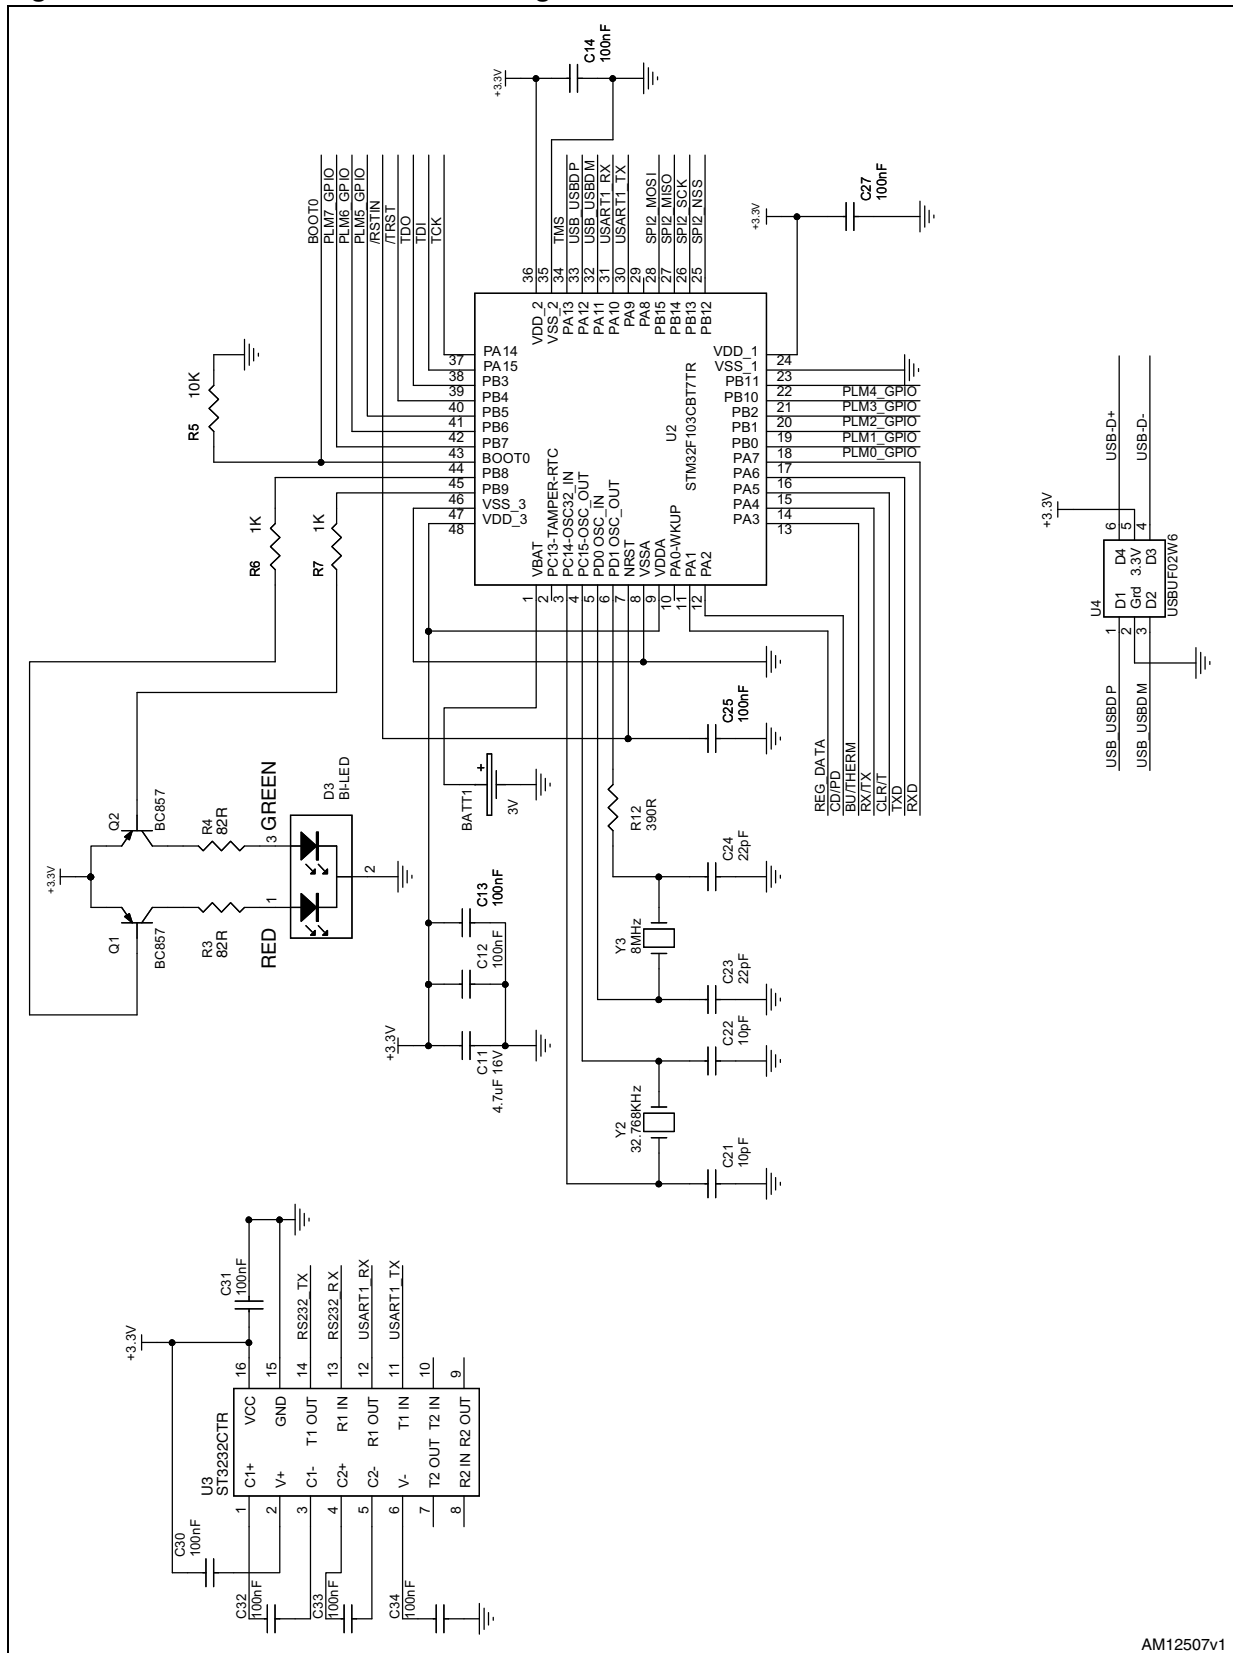 C14
100nF
+3.3V
BOOT0
PLM7_GPIO
PLM6_GPIO
PLM5_GPIO
/RSTIN
/TRST
TDO
TDI
TCK
TMS
USB_USBDP
USB_USBDM
USART1_RX
USART1_TX
SPI2_MOSI
SPI2_MISO
SPI2_SCK
SPI2_NSS
+3.3V
C27
100nF
36
35
34
33
32
31
30
29
28
27
26
25
VDD_2
VSS_2
PA13
PA12
PA11
PA10
PA9
PA8
PB15
PB14
PB13
PB12
37
38
39
40
41
42
43
44
45
46
47
48
PA14
PA15
PB3
PB4
PB5
PB6
PB7
BOOT0
PB8
PB9
VSS_3
VDD_3
U2
STM32F103CBT7TR
VDD_1
VSS_1
PB11
PB10
PB2
PB1
PB0
PA7
PA6
PA5
PA4
PA3
24
23
22
21
20
19
18
17
16
15
14
13
PLM4_GPIO
PLM3_GPIO
PLM2_GPIO
PLM1_GPIO
PLM0_GPIO
VBAT
PC13-TAMPER-RTC
PC14-OSC32_IN
PC15-OSC_OUT
PD0 OSC_IN
PD1 OSC_OUT
NRST
VSSA
VDDA
PA0-WKUP
PA1
PA2
1
2
3
4
5
6
7
8
9
10
11
12
R5
10K
R6
1K
R7
1K
C25
100nF
REG_DATA
CD/PD
BU/THERM
RX/TX
CLR/T
TXD
RXD
BATT1
+
3V
R12
390R
C24
22pF
Y3
8MHz
C23
22pF
C22
10pF
Y2
32.768KHz
C21
10pF
+3.3V
C13
100nF
C12
100nF
C11
4.7uF 16V
+3.3V
Q2
BC857
Q1
BC857
R4
82R
R3
82R
3
GREEN
1
RED
D3
BI-LED
2
USB-D+
USB-D-
+3.3V
6
5
4
D4
3.3V
D3
D1
Grd
D2
U4
USBUF02W6
1
2
3
USB_USBDP
USB_USBDM
+3.3V
C31
100nF
RS232_TX
RS232_RX
USART1_RX
USART1_TX
16
15
14
13
12
11
10
9
VCC
GND
T1 OUT
R1 IN
R1 OUT
T1 IN
T2 OUT T2 IN
R2 IN R2 OUT
U3
ST3232CTR
C1+
V+
C1-
C2+
C2-
V-
1
2
3
4
5
6
7
8
C30
100nF
C32
100nF
C33
100nF
C34
100nF
AM12507v1